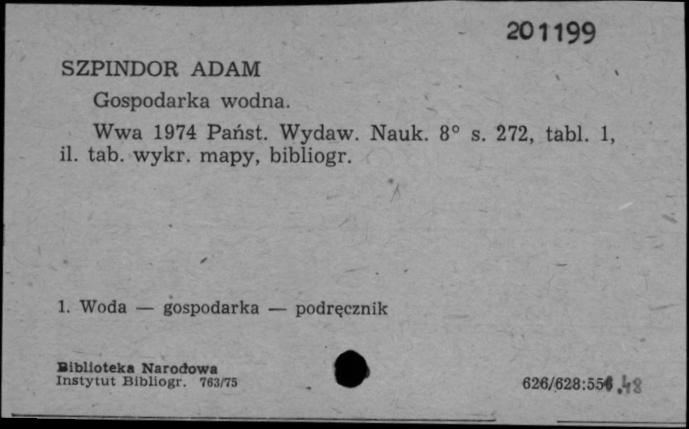 201199
SZPINDOR ADAM
Gospodarka wodna.
Wwa 1974 Państ. Wydaw. Nauk. 8° s. 272, tabl. 1,
il. tab. wykr. mapy, bibliogr.
1. Woda — gospodarka — podręcznik
Biblioteka Narodowa
Instytut Bibliogr. 763/75
626/628:556.48